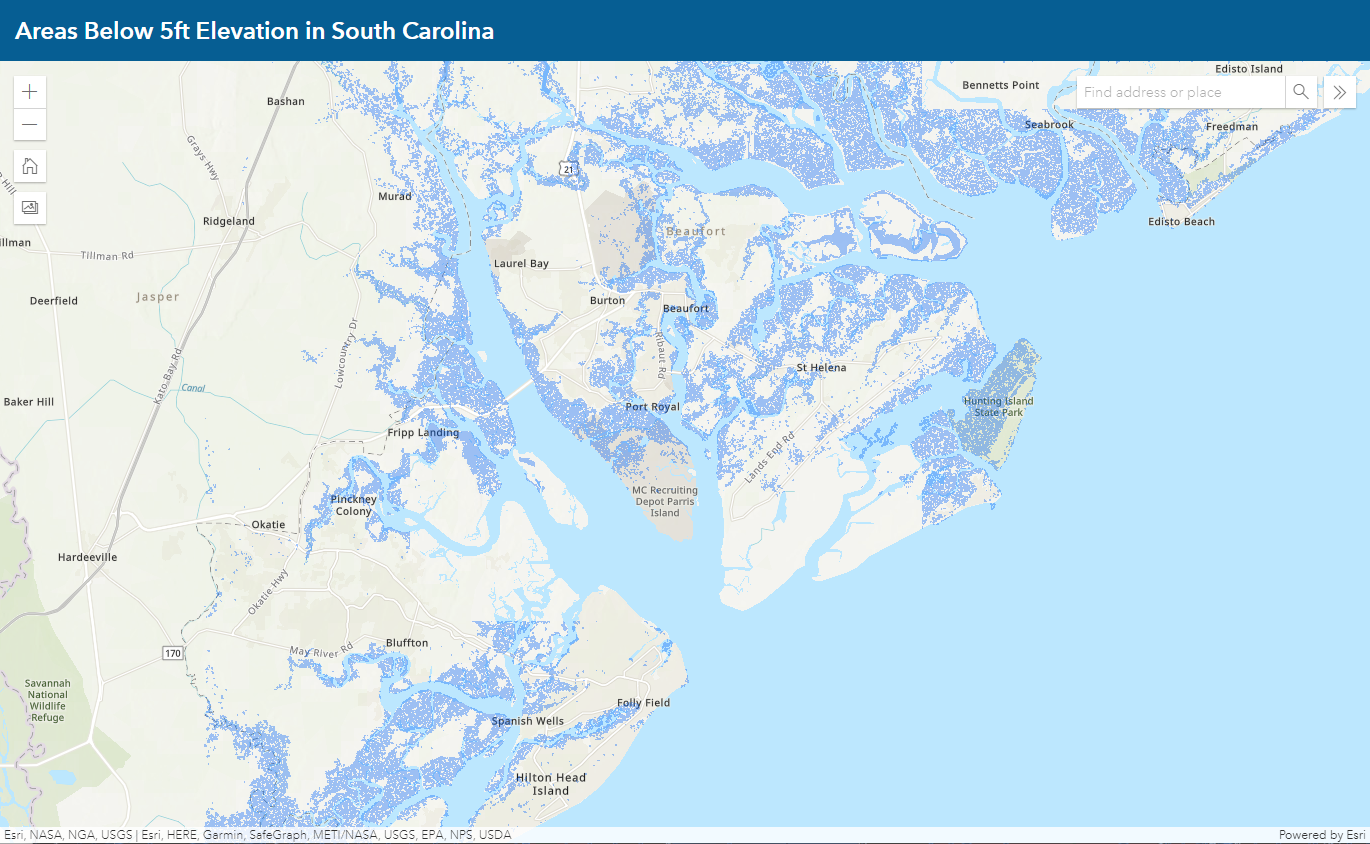 Areas Below 5ft Elevation in South Carolina
Edisto Island
Bennetts Point
Find address or place
Bashan
Seabrook
Freedman
Grays Hwy
21
Murad
Ridgeland
Edisto Beach
Beaufort
illman
Tillman Rd
Laurel Bay
Jasper
Deerfield
Burton
Beaufort
Ribaut Rd
Lowcountry Dr
Kato Bay Rd
St Helena
Canal
Baker Hill
Hunting Island
State Park
Port Royal
Fripp Landing
Lands End Rd
MC Recruiting
Depot Parris
Island
Pinckney
Colony
Okatie
Hardeeville
Okatie Hwy
Bluffton
May River Rd
170
Savannah
National
Wildlife
Refuge
Folly Field
Spanish Wells
Hilton Head
Island
Esri, NASA, NGA, USGS | Esri, HERE, Garmin, SafeGraph, METI/NASA, USGS, EPA, NPS, USDA
Powered by Esri